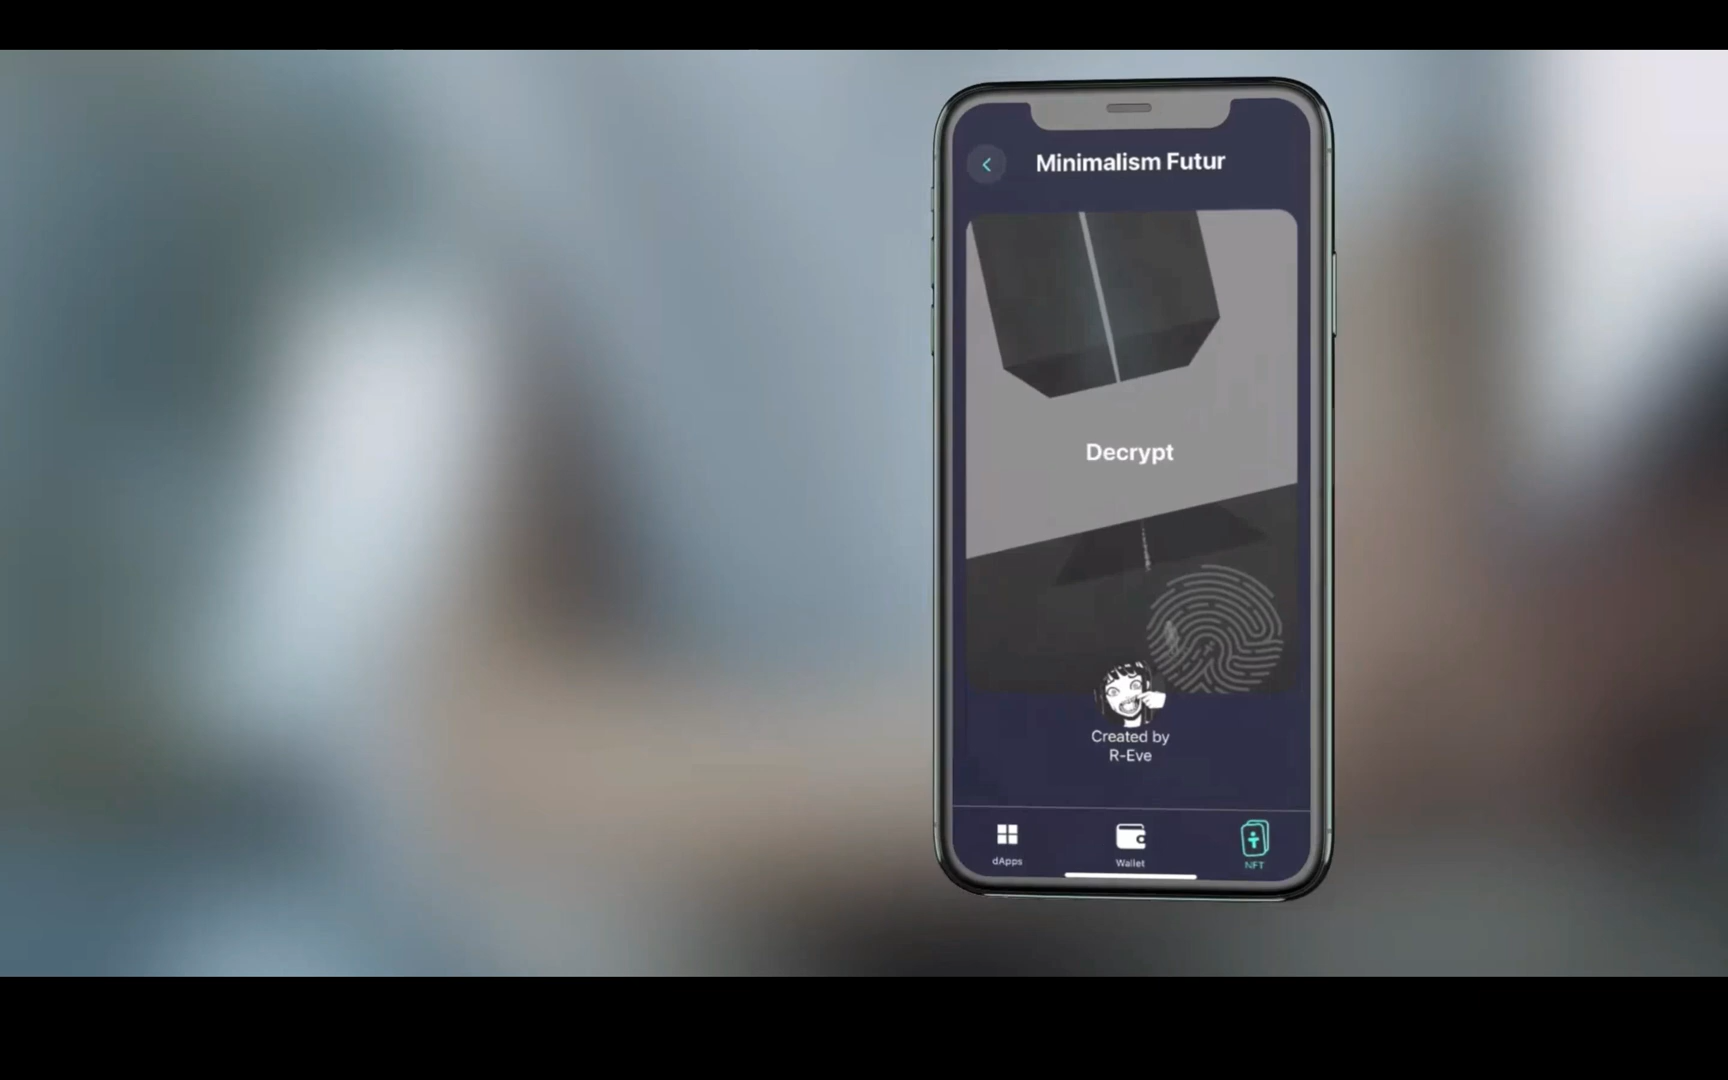 Minimalism Futur
Decrypt
Created by
R-Eve
dApps
Wallet
NFT